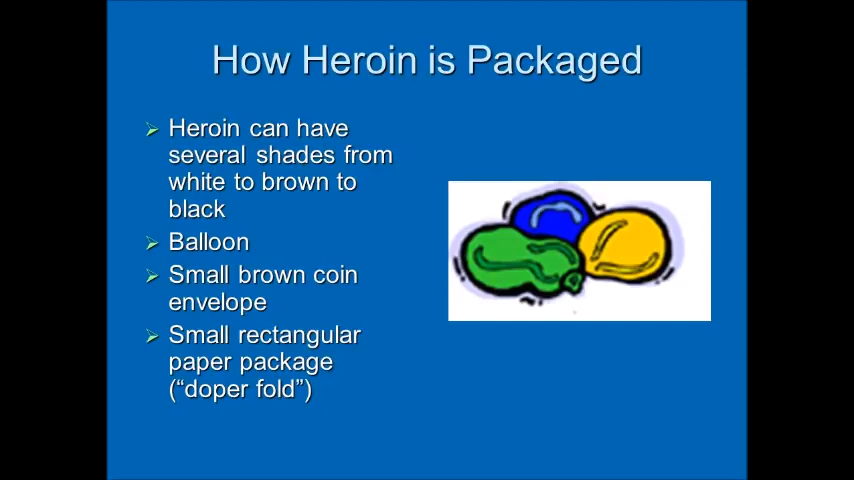 How Heroin is Packaged
Heroin can have
several shades from
white to brown to
black
Balloon
Small brown coin
envelope
Small rectangular
paper package
(“doper fold”)